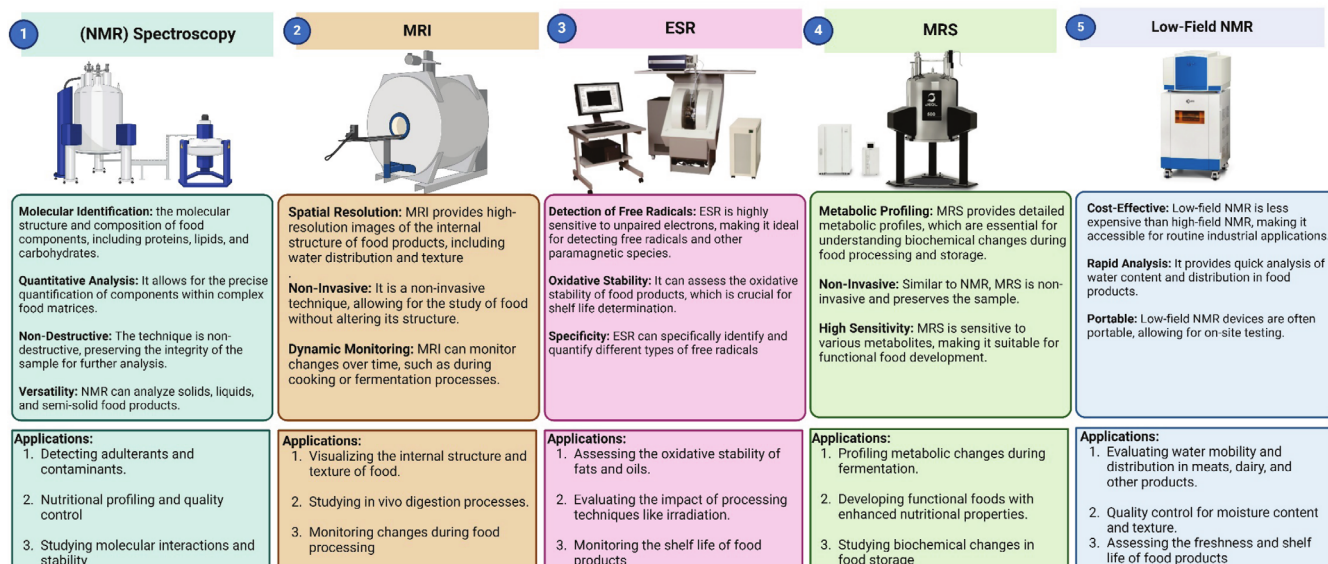 1
(NMR) Spectroscopy
Molecular Identification: the molecular
structure and composition of food
components, including proteins, lipids, and
carbohydrates.
Quantitative Analysis: It allows for the precise
quantification of components within complex
food matrices.
Non-Destructive: The technique is non-
destructive, preserving the integrity of the
sample for further analysis.
Versatility: NMR can analyze solids, liquids,
and semi-solid food products.
Applications:
1. Detecting adulterants and
contaminants.
2. Nutritional profiling and quality
control
3. Studying molecular interactions and
stability
2
MRI
Spatial Resolution: MRI provides high-
resolution images of the internal
structure of food products, including
water distribution and texture
.
Non-Invasive: It is a non-invasive
technique, allowing for the study of food
without altering its structure.
Dynamic Monitoring: MRI can monitor
changes over time, such as during
cooking or fermentation processes.
Applications:
1. Visualizing the internal structure and
texture of food.
2. Studying in vivo digestion processes.
3. Monitoring changes during food
processing
3
ESR
Detection of Free Radicals: ESR is highly
sensitive to unpaired electrons, making it ideal
for detecting free radicals and other
paramagnetic species.
Oxidative Stability: It can assess the oxidative
stability of food products, which is crucial for
shelf life determination.
Specificity: ESR can specifically identify and
quantify different types of free radicals
Applications:
1. Assessing the oxidative stability of
fats and oils.
2. Evaluating the impact of processing
techniques like irradiation.
3. Monitoring the shelf life of food
products
4
MRS
Metabolic Profiling: MRS provides detailed
metabolic profiles, which are essential for
understanding biochemical changes during
food processing and storage.
Non-Invasive: Similar to NMR, MRS is non-
invasive and preserves the sample.
High Sensitivity: MRS is sensitive to
various metabolites, making it suitable for
functional food development.
Applications:
1. Profiling metabolic changes during
fermentation.
2. Developing functional foods with
enhanced nutritional properties.
3. Studying biochemical changes in
food storage
5
Low-Field NMR
Cost-Effective: Low-field NMR is less
expensive than high-field NMR, making it
accessible for routine industrial applications.
Rapid Analysis: It provides quick analysis of
water content and distribution in food
products.
Portable: Low-field NMR devices are often
portable, allowing for on-site testing.
Applications:
1. Evaluating water mobility and
distribution in meats, dairy, and
other products.
2. Quality control for moisture content
and texture.
3. Assessing the freshness and shelf
life of food products